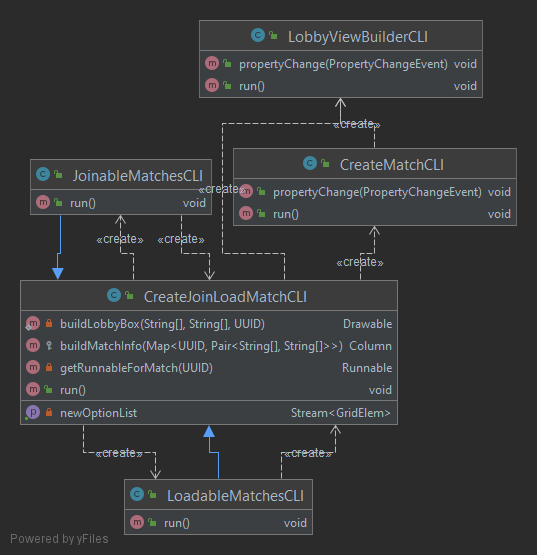 LobbyViewBuilderCLI
propertyChange(PropertyChangeEvent) void
run() void
«create»
CreateMatchCLI
propertyChange(PropertyChangeEvent) void
run() void
JoinableMatchesCLI
run() void
«create»
«create»
«create»
«create»
CreateJoinLoadMatchCLI
buildLobbyBox(String[], String[], UUID) Drawable
buildMatchInfo(Map<UUID, Pair<String[], String[]>>) Column
getRunnableForMatch(UUID) Runnable
run() void
newOptionList Stream<GridElem>
«create»
«create»
LoadableMatchesCLI
run() void
Powered by yFiles